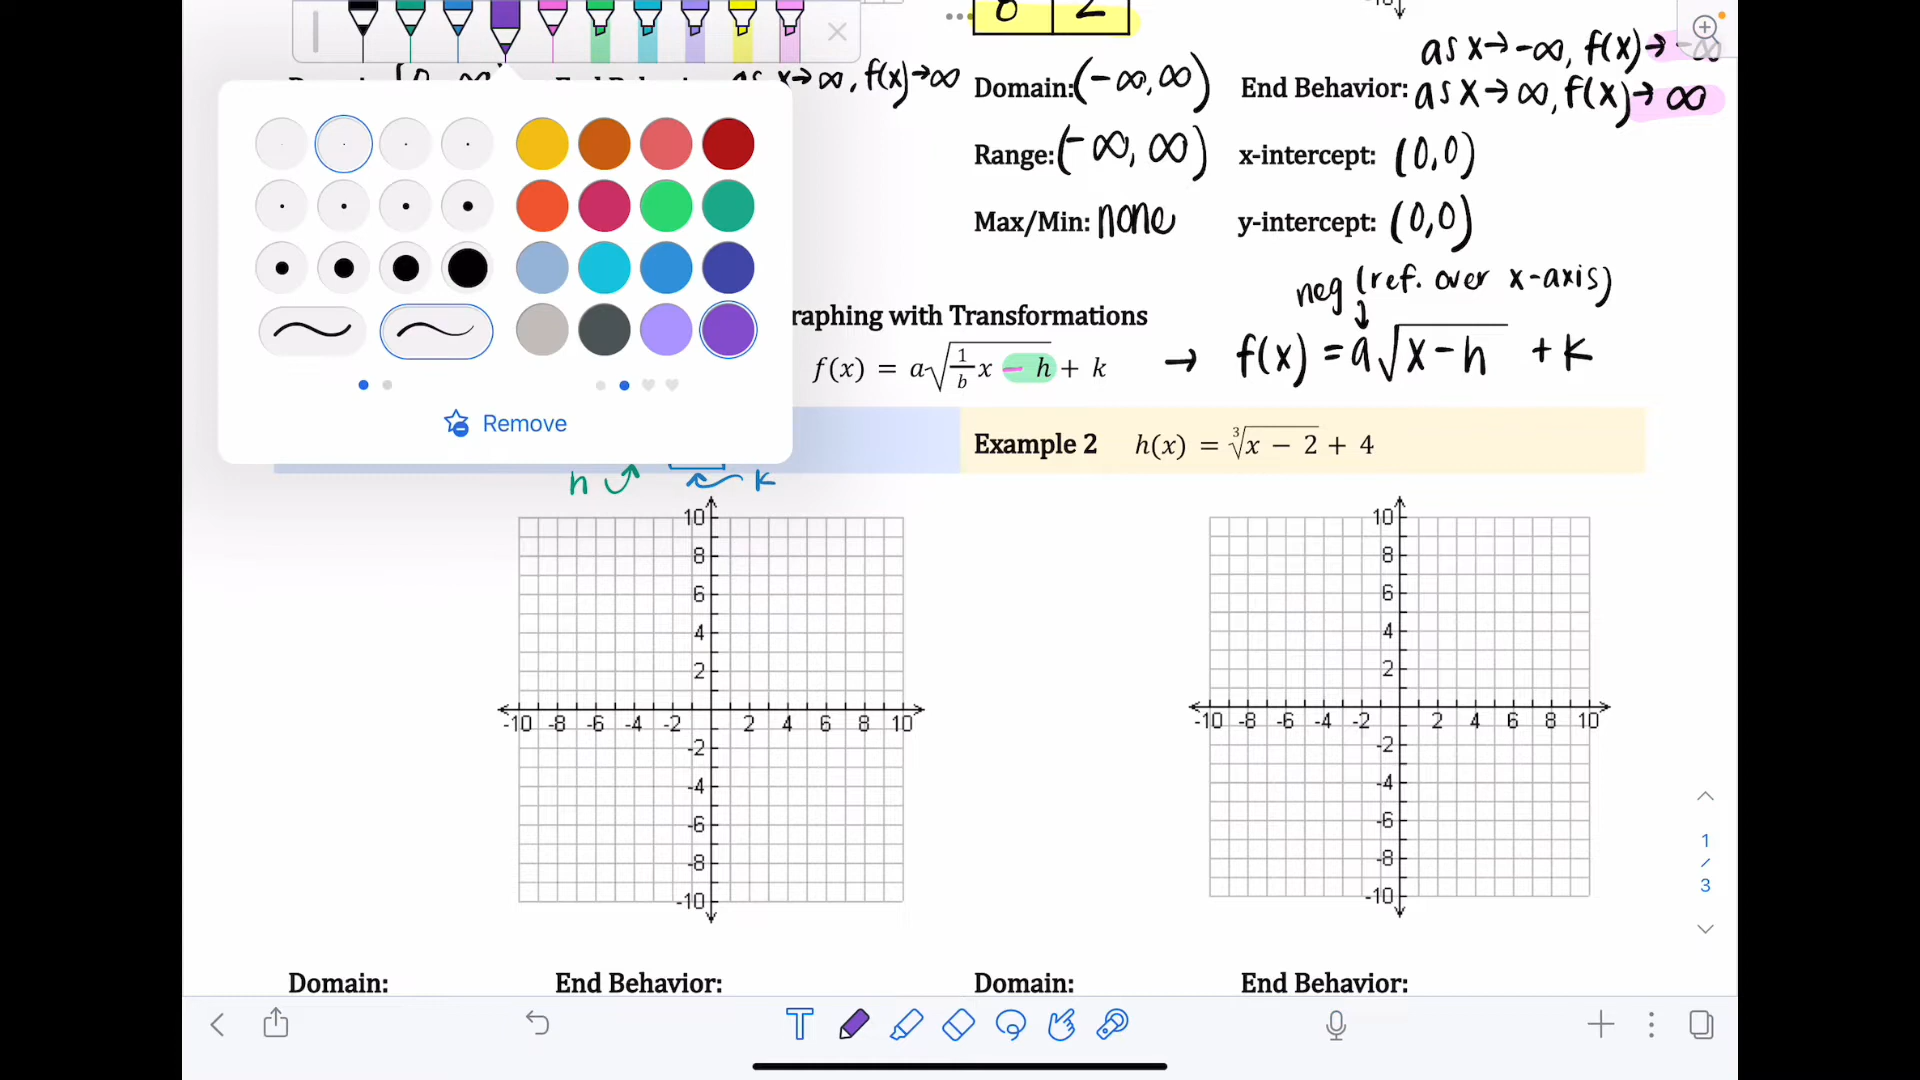 8 2
as x→-∞, f(x)→-∞
as x→∞, f(x)→∞
Domain: (-∞,∞)
End Behavior: as x→∞, f(x)→∞
Range: (-∞, ∞)
x-intercept: (0,0)
Max/Min: none
y-intercept: (0,0)
neg (ref. over x-axis)
raphing with Transformations
f(x) = a√(1/b x − h) + k → f(x) = a√(x-h) + k
Remove
Example 2 h(x) = ∛(x − 2) + 4
h
k
10
8
6
4
2
-10 -8 -6 -4 -2 2 4 6 8 10
-2
-4
-6
-8
-10
10
8
6
4
2
-10 -8 -6 -4 -2 2 4 6 8 10
-2
-4
-6
-8
-10
1
/
3
Domain:
End Behavior:
Domain:
End Behavior:
T